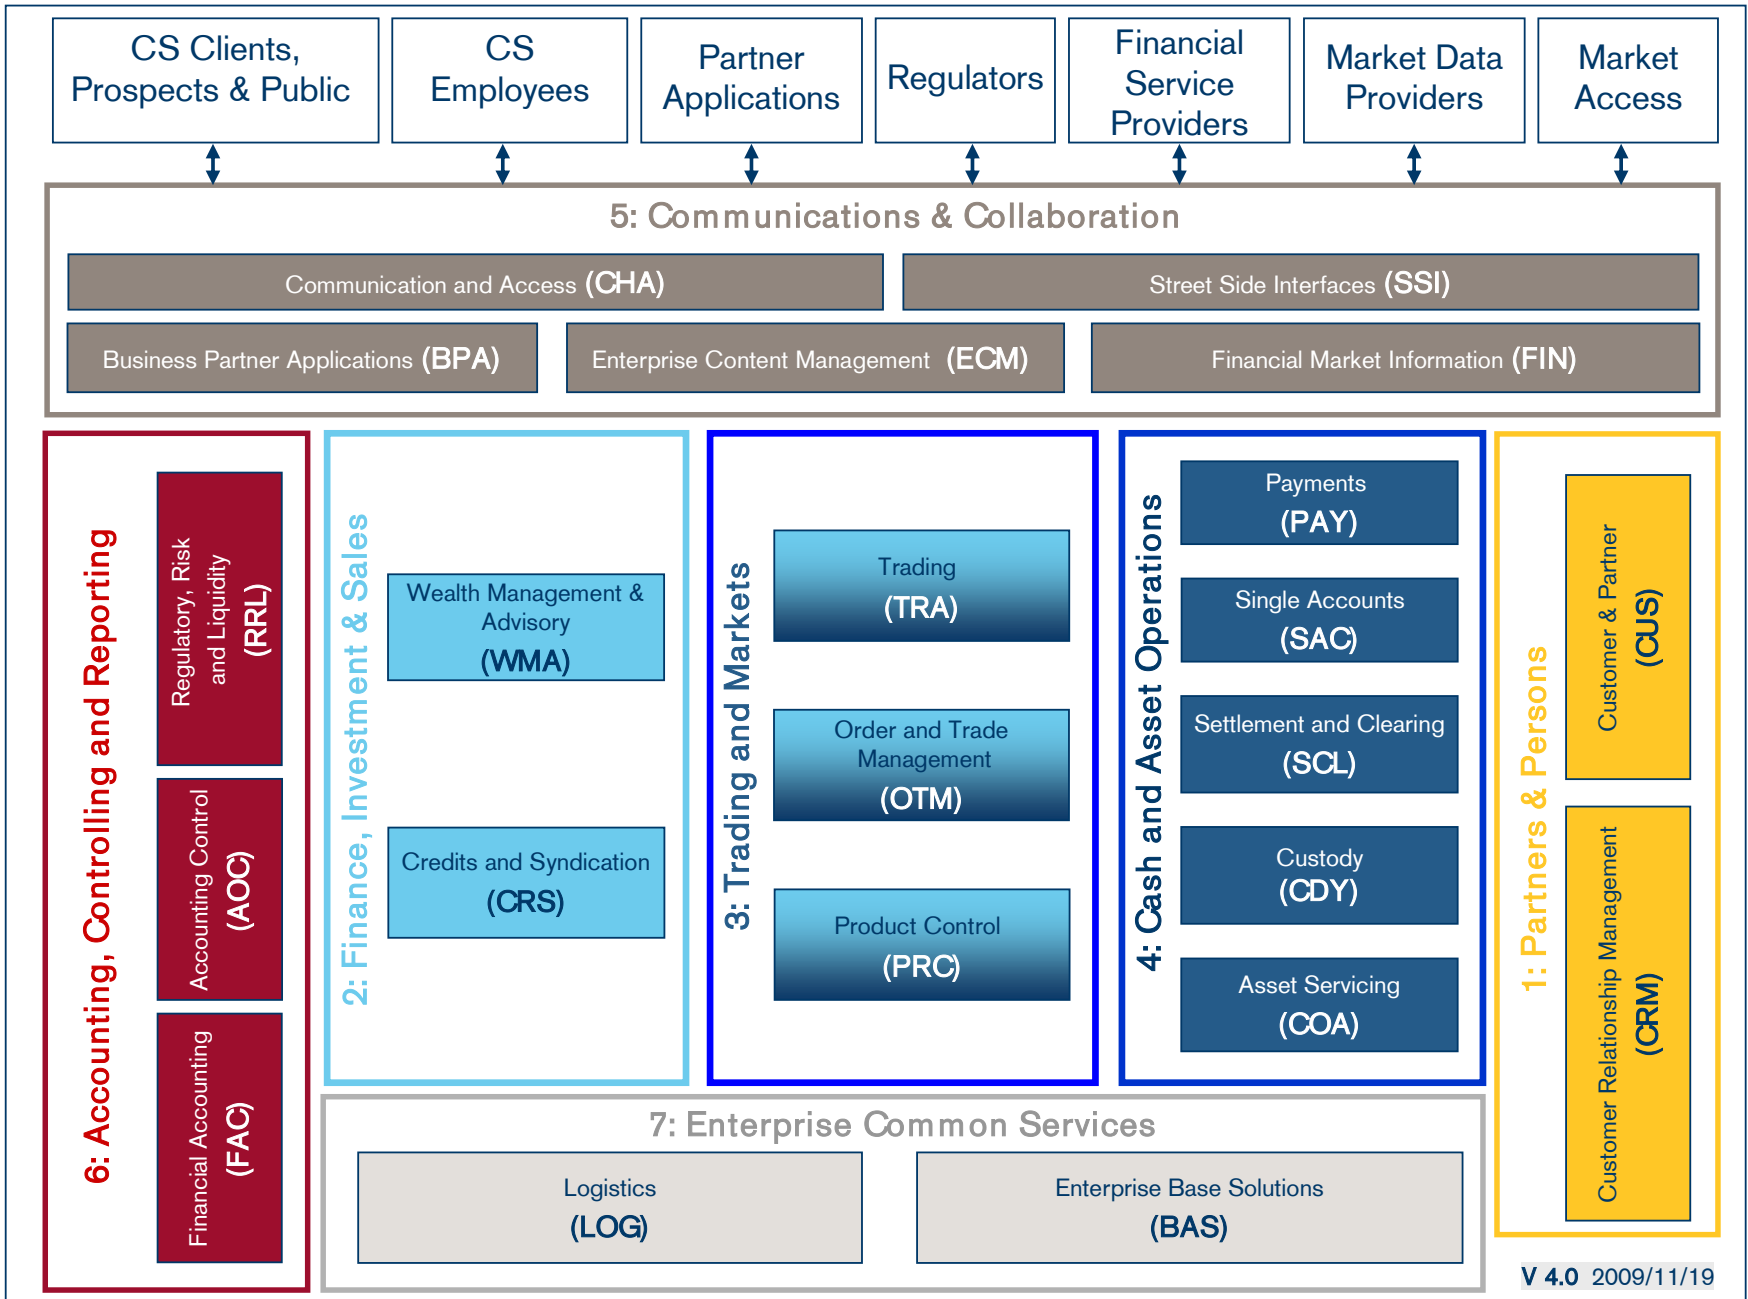 CS Clients,
Prospects & Public
CS
Employees
Partner
Applications
Regulators
Financial
Service
Providers
Market Data
Providers
Market
Access
5: Communications & Collaboration
Communication and Access (CHA)
Street Side Interfaces (SSI)
Business Partner Applications (BPA)
Enterprise Content Management (ECM)
Financial Market Information (FIN)
6: Accounting, Controlling and Reporting
Regulatory, Risk
and Liquidity
(RRL)
Accounting Control
(AOC)
Financial Accounting
(FAC)
2: Finance, Investment & Sales
Wealth Management &
Advisory
(WMA)
Credits and Syndication
(CRS)
3: Trading and Markets
Trading
(TRA)
Order and Trade
Management
(OTM)
Product Control
(PRC)
4: Cash and Asset Operations
Payments
(PAY)
Single Accounts
(SAC)
Settlement and Clearing
(SCL)
Custody
(CDY)
Asset Servicing
(COA)
1: Partners & Persons
Customer & Partner
(CUS)
Customer Relationship Management
(CRM)
7: Enterprise Common Services
Logistics
(LOG)
Enterprise Base Solutions
(BAS)
V 4.0 2009/11/19